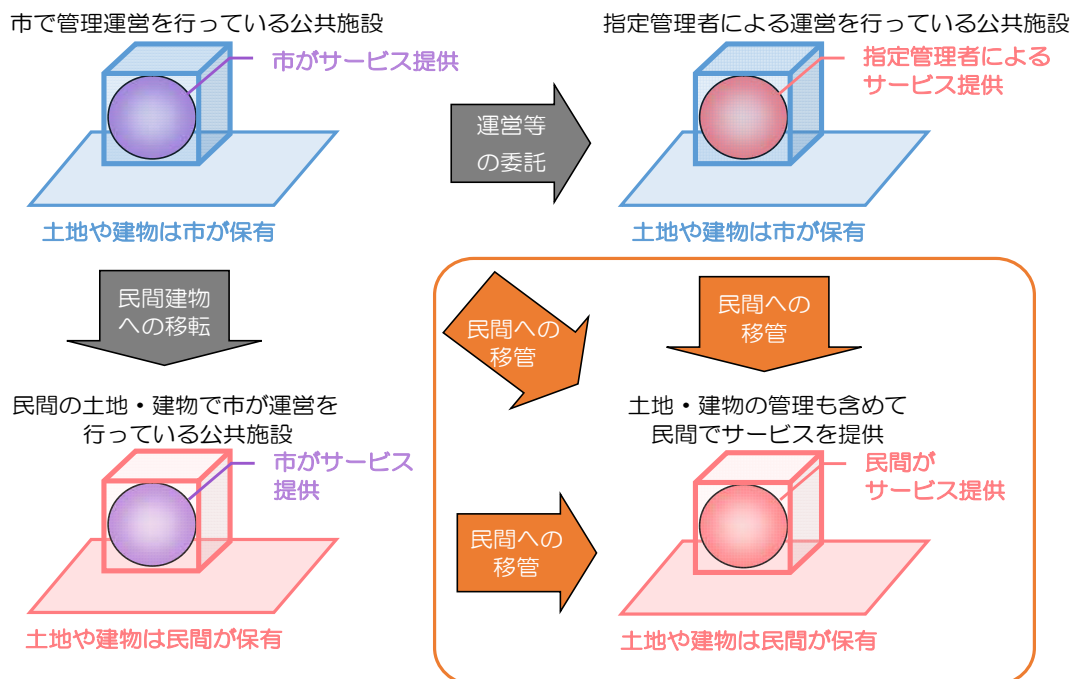 市で管理運営を行っている公共施設
市がサービス提供
土地や建物は市が保有
運営等
の委託
指定管理者による運営を行っている公共施設
指定管理者による
サービス提供
土地や建物は市が保有
民間建物
への移転
民間への
移管
民間への
移管
民間の土地・建物で市が運営を
行っている公共施設
市がサービス
提供
土地や建物は民間が保有
民間への
移管
土地・建物の管理も含めて
民間でサービスを提供
民間が
サービス提供
土地や建物は民間が保有